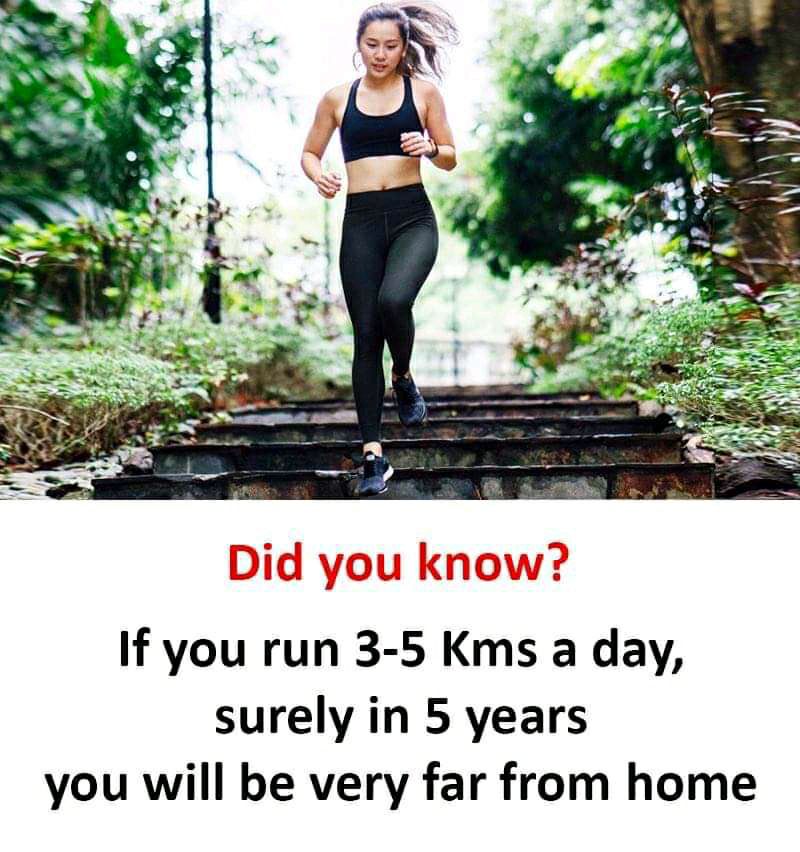 Did you know?
If you run 3-5 Kms a day,
surely in 5 years
you will be very far from home